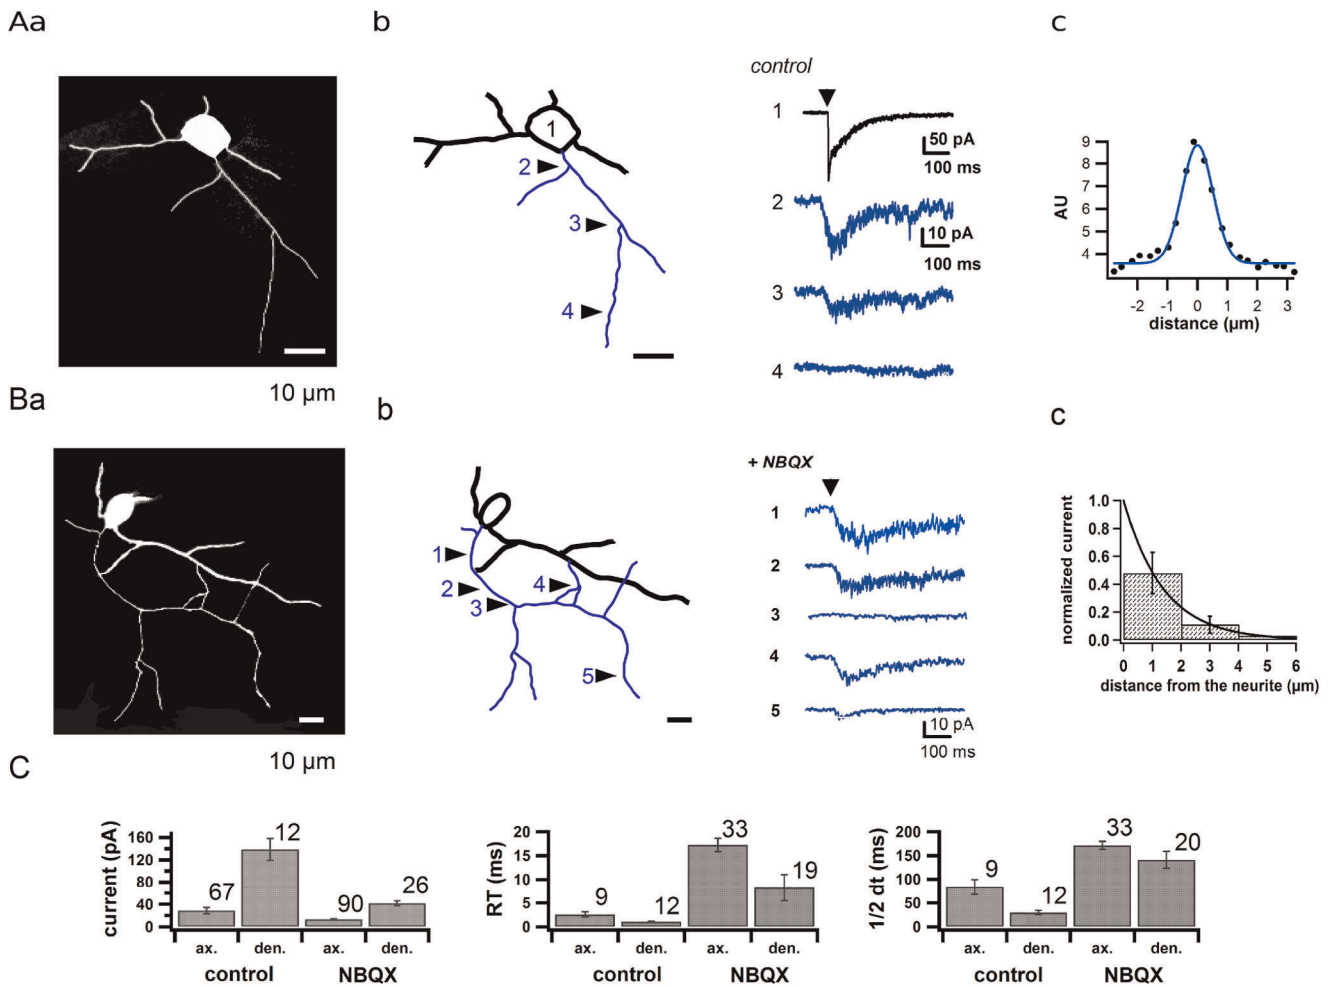 Aa
b
c
control
1
1
50 pA
100 ms
2
2
10 pA
100 ms
3
3
4
4
10 µm
AU
9
8
7
6
5
4
-2 -1 0 1 2 3
distance (µm)
Ba
b
c
+ NBQX
1
1
2
2
3
3
4
4
5
5
10 pA
100 ms
10 µm
normalized current
1.0
0.8
0.6
0.4
0.2
0.0
0 1 2 3 4 5 6
distance from the neurite (µm)
C
current (pA)
160
120
80
40
0
67 12 90 26
ax. den. ax. den.
control NBQX
RT (ms)
20
15
10
5
0
9 12 33 19
ax. den. ax. den.
control NBQX
1/2 dt (ms)
200
150
100
50
0
9 12 33 20
ax. den. ax. den.
control NBQX